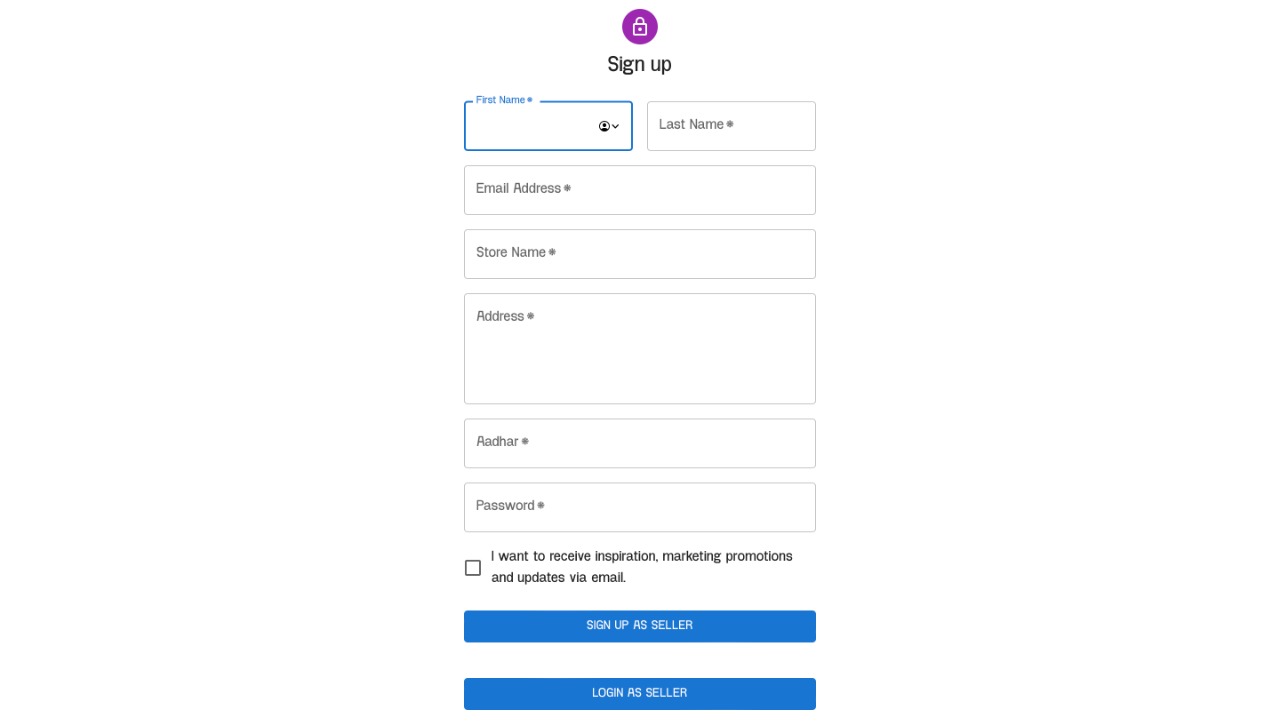 Sign up
First Name *
Last Name *
Email Address *
Store Name *
Address *
Aadhar *
Password *
I want to receive inspiration, marketing promotions
and updates via email.
SIGN UP AS SELLER
LOGIN AS SELLER